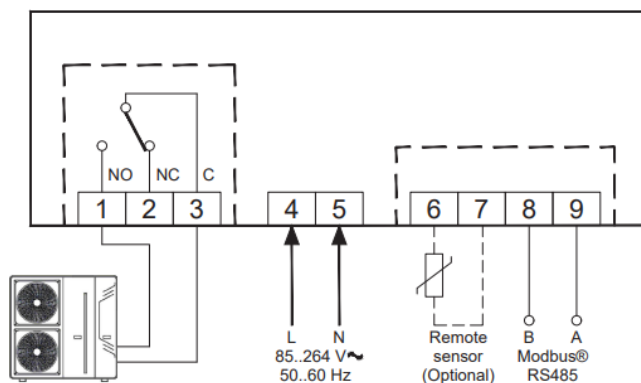 NO NC C
1 2 3 4 5 6 7 8 9
L N
85..264 V~
50..60 Hz
Remote
sensor
(Optional)
B A
Modbus®
RS485